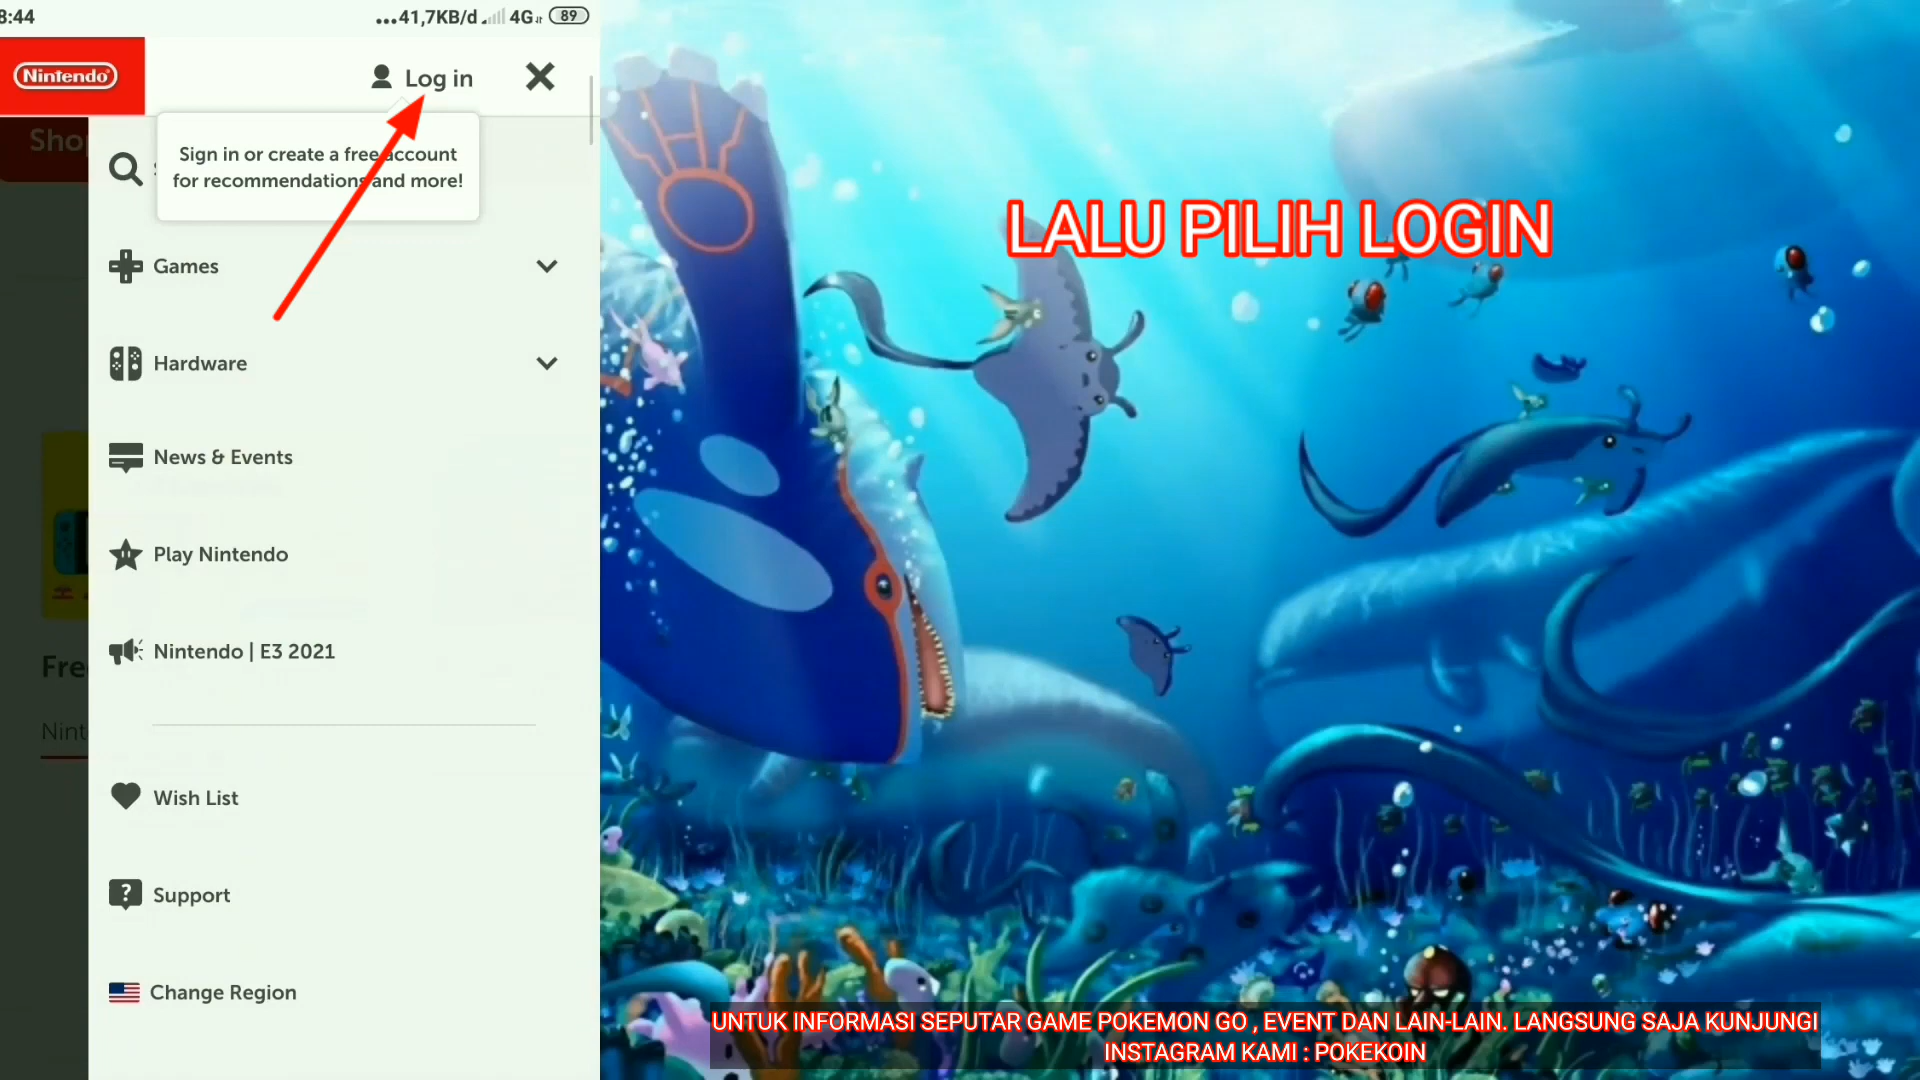 8:44
...41,7KB/d 4G 89
Nintendo
Log in
Sign in or create a free account
for recommendations and more!
Games
Hardware
News & Events
Play Nintendo
Nintendo | E3 2021
Wish List
Support
Change Region
LALU PILIH LOGIN
UNTUK INFORMASI SEPUTAR GAME POKEMON GO , EVENT DAN LAIN-LAIN. LANGSUNG SAJA KUNJUNGI
INSTAGRAM KAMI : POKEKOIN